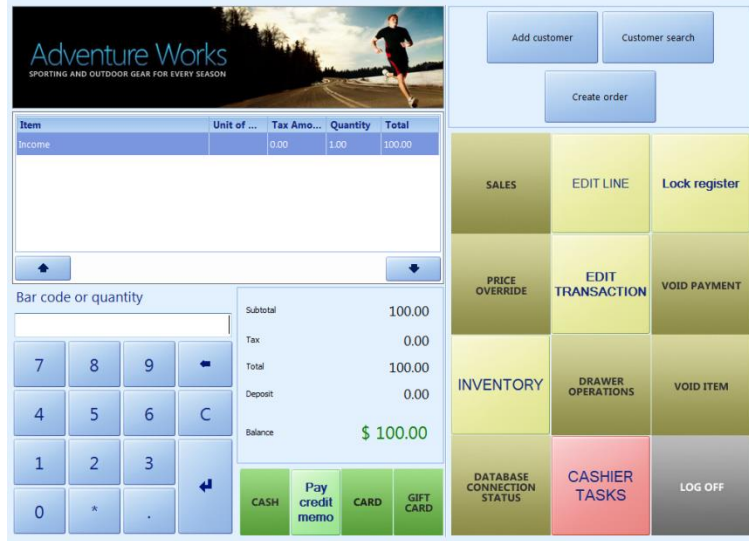 Adventure Works
SPORTING AND OUTDOOR GEAR FOR EVERY SEASON
Add customer
Customer search
Create order
Item Unit of ... Tax Amo... Quantity Total
Income 0.00 1.00 100.00
Bar code or quantity
7 8 9
4 5 6 C
1 2 3
0 * .
Subtotal 100.00
Tax 0.00
Total 100.00
Deposit 0.00
Balance $ 100.00
CASH
Pay
credit
memo
CARD
GIFT
CARD
SALES
EDIT LINE
Lock register
PRICE
OVERRIDE
EDIT
TRANSACTION
VOID PAYMENT
INVENTORY
DRAWER
OPERATIONS
VOID ITEM
DATABASE
CONNECTION
STATUS
CASHIER
TASKS
LOG OFF